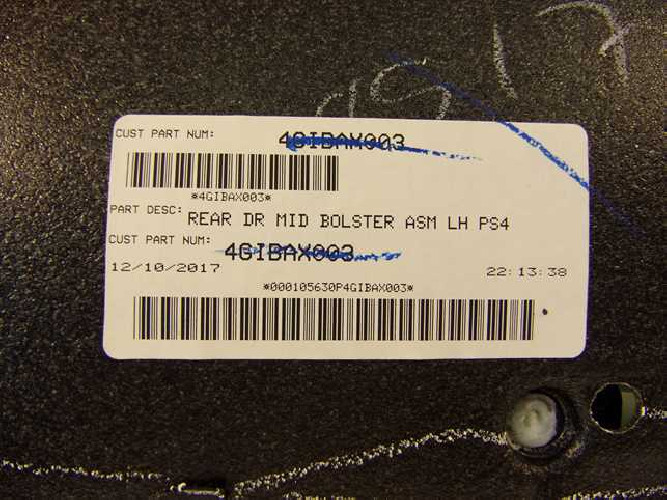 CUST PART NUM: 4GIBAX003
*4GIBAX003*
PART DESC: REAR DR MID BOLSTER ASM LH PS4
CUST PART NUM: 4GIBAX003
12/10/2017 22:13:38
*000105630P4GIBAX003*